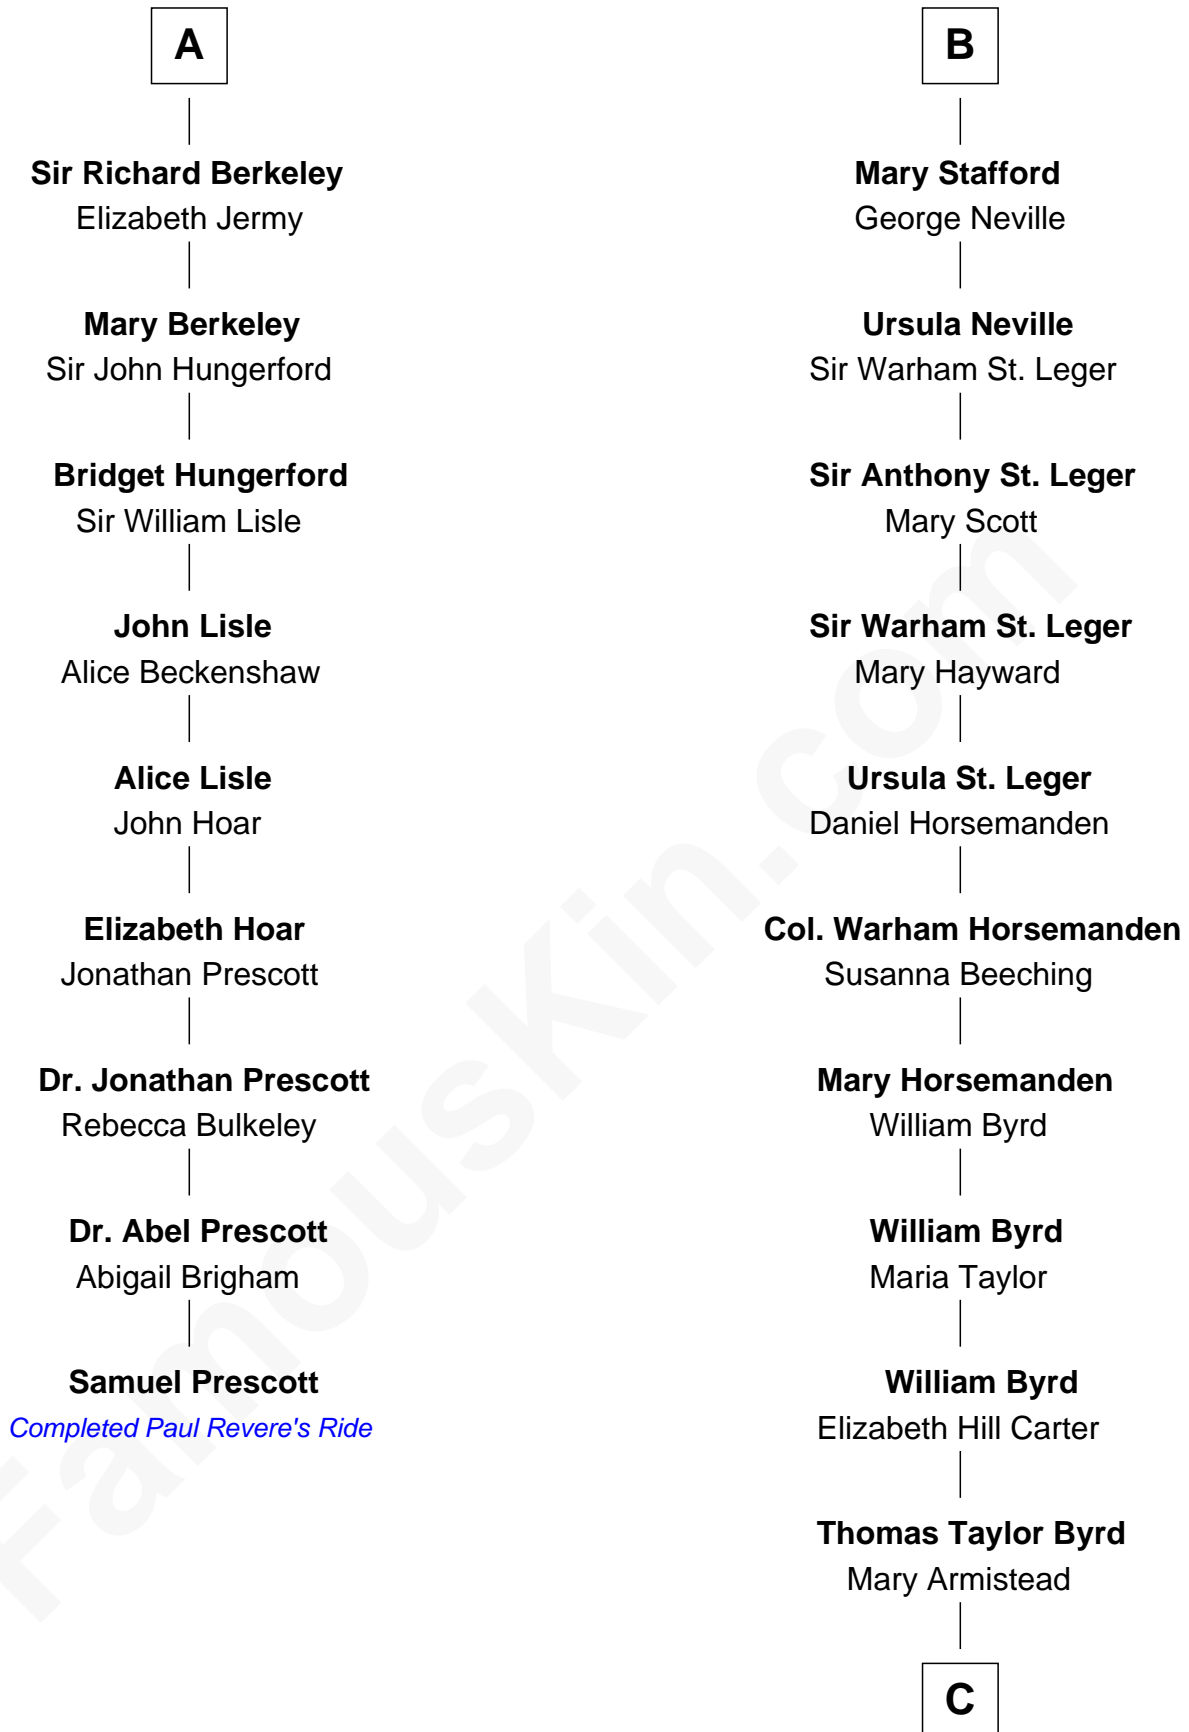 A
Sir Richard Berkeley
Elizabeth Jermy
Mary Berkeley
Sir John Hungerford
Bridget Hungerford
Sir William Lisle
John Lisle
Alice Beckenshaw
Alice Lisle
John Hoar
Elizabeth Hoar
Jonathan Prescott
Dr. Jonathan Prescott
Rebecca Bulkeley
Dr. Abel Prescott
Abigail Brigham
Samuel Prescott
Completed Paul Revere's Ride
B
Mary Stafford
George Neville
Ursula Neville
Sir Warham St. Leger
Sir Anthony St. Leger
Mary Scott
Sir Warham St. Leger
Mary Hayward
Ursula St. Leger
Daniel Horsemanden
Col. Warham Horsemanden
Susanna Beeching
Mary Horsemanden
William Byrd
William Byrd
Maria Taylor
William Byrd
Elizabeth Hill Carter
Thomas Taylor Byrd
Mary Armistead
C
FamousKin.com